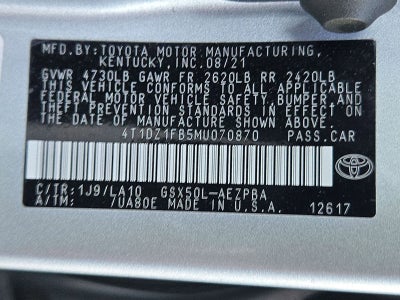 MFD.BY:TOYOTA MOTOR MANUFACTURING,
KENTUCKY,INC.08/21
GVWR 4730LB GAWR FR 2620LB RR 2420LB
THIS VEHICLE CONFORMS TO ALL APPLICABLE
FEDERAL MOTOR VEHICLE SAFETY, BUMPER, AND
THEFT PREVENTION STANDARDS IN EFFECT ON
THE DATE OF MANUFACTURE SHOWN ABOVE.
4T1DZ1FB5MU070870 PASS.CAR
C/TR:1J9/LA10 GSX50L-AEZPBA
A/TM: 7UA80E MADE IN U.S.A.
12617
TOYOTA